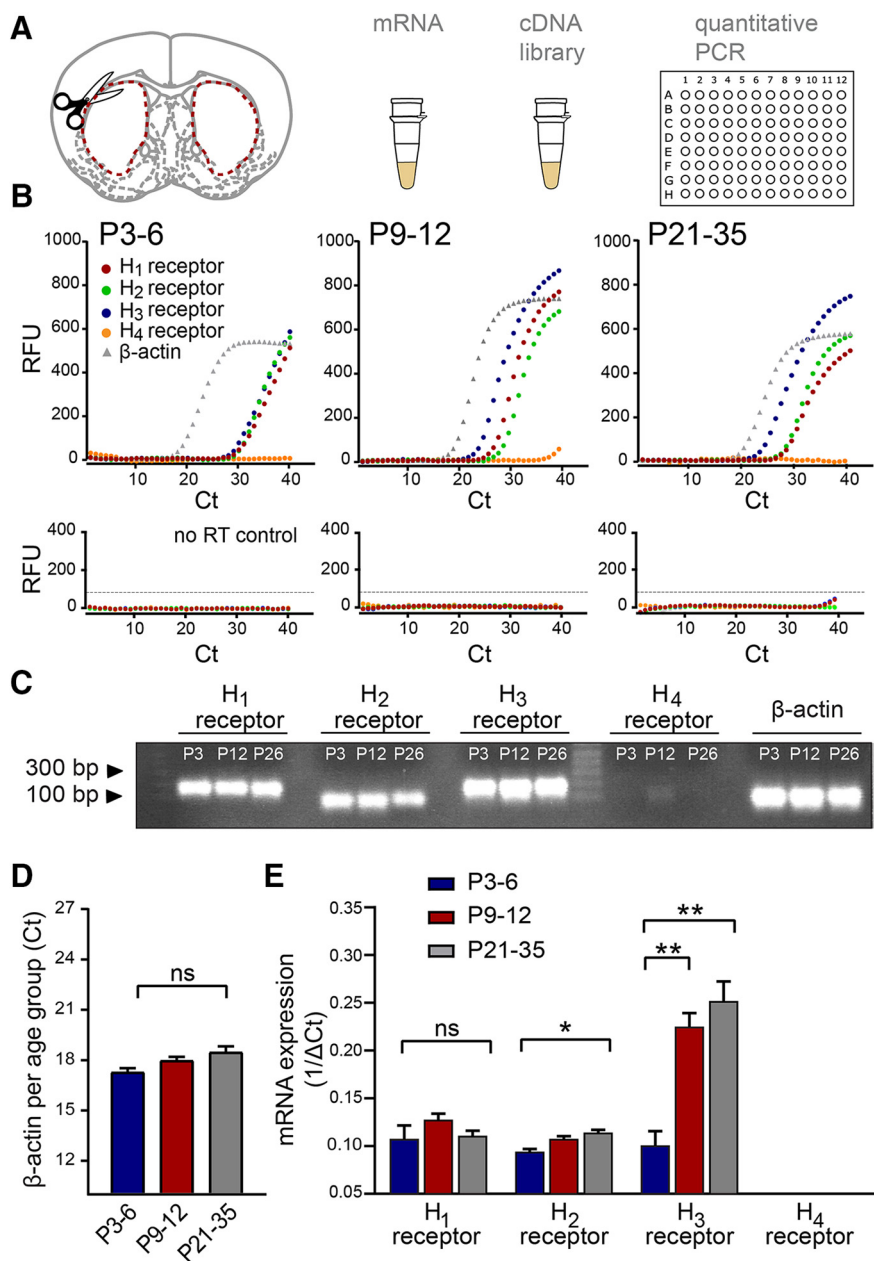 A
mRNA
cDNA library
quantitative PCR
1 2 3 4 5 6 7 8 9 10 11 12
A
B
C
D
E
F
G
H
B
P3-6
P9-12
P21-35
RFU
1000
800
600
400
200
0
10 20 30 40
Ct
H1 receptor
H2 receptor
H3 receptor
H4 receptor
β-actin
1000
800
600
400
200
0
10 20 30 40
Ct
1000
800
600
400
200
0
10 20 30 40
Ct
RFU
400
200
0
no RT control
10 20 30 40
Ct
400
200
0
10 20 30 40
Ct
400
200
0
10 20 30 40
Ct
C
H1 receptor
H2 receptor
H3 receptor
H4 receptor
β-actin
P3 P12 P26
P3 P12 P26
P3 P12 P26
P3 P12 P26
P3 P12 P26
300 bp
100 bp
D
β-actin per age group (Ct)
27
24
21
18
15
12
ns
P3-6
P9-12
P21-35
E
P3-6
P9-12
P21-35
mRNA expression (1/ΔCt)
0.35
0.30
0.25
0.20
0.15
0.10
0.05
ns
*
**
**
H1 receptor
H2 receptor
H3 receptor
H4 receptor